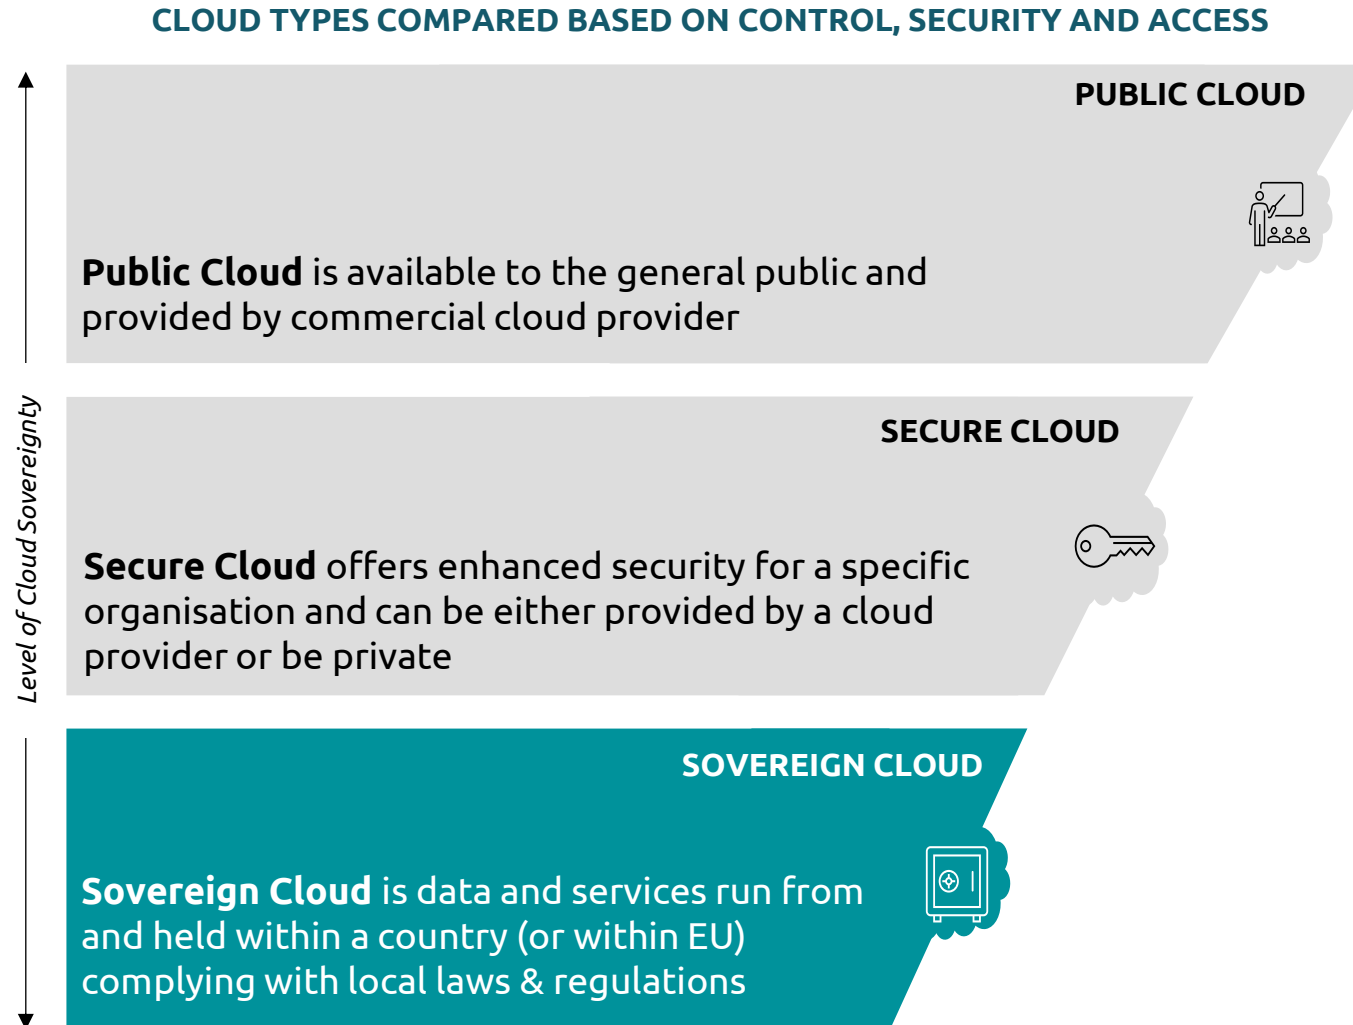 CLOUD TYPES COMPARED BASED ON CONTROL, SECURITY AND ACCESS
PUBLIC CLOUD
Public Cloud is available to the general public and
provided by commercial cloud provider
Level of Cloud Sovereignty
SECURE CLOUD
Secure Cloud offers enhanced security for a specific
organisation and can be either provided by a cloud
provider or be private
SOVEREIGN CLOUD
Sovereign Cloud is data and services run from
and held within a country (or within EU)
complying with local laws & regulations